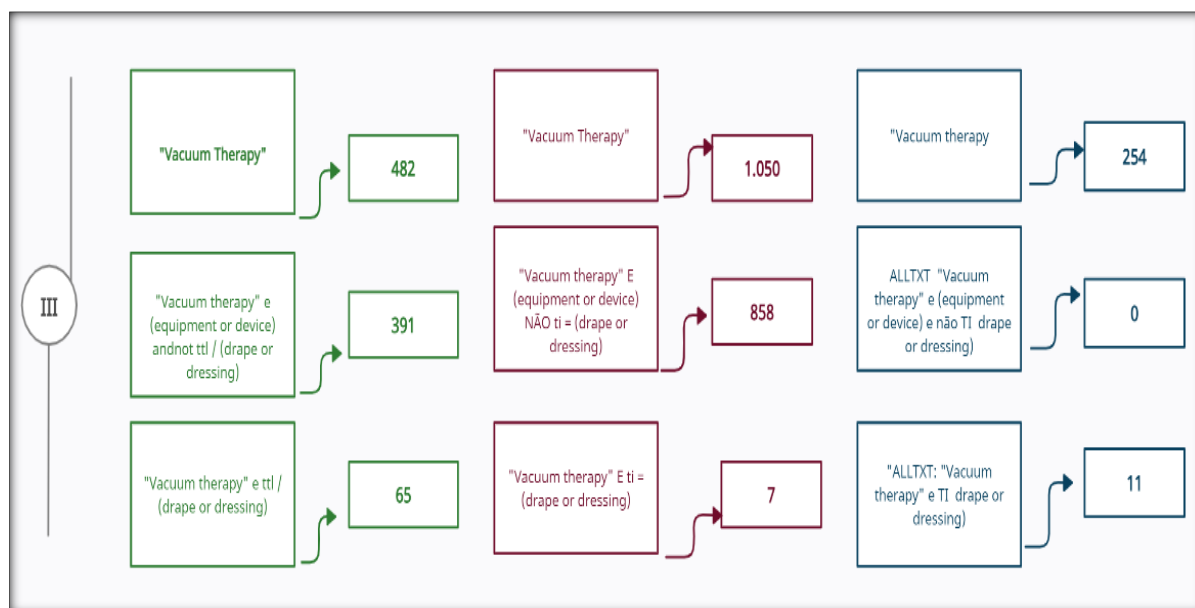 III
"Vacuum Therapy"
482
"Vacuum Therapy"
1.050
"Vacuum therapy
254
"Vacuum therapy" e
(equipment or device)
andnot ttl / (drape or
dressing)
391
"Vacuum therapy" E
(equipment or device)
NÃO ti = (drape or
dressing)
858
ALLTXT "Vacuum
therapy" e (equipment
or device) e não TI drape
or dressing)
0
"Vacuum therapy" e ttl /
(drape or dressing)
65
"Vacuum therapy" E ti =
(drape or dressing)
7
"ALLTXT: "Vacuum
therapy" e TI drape or
dressing)
11